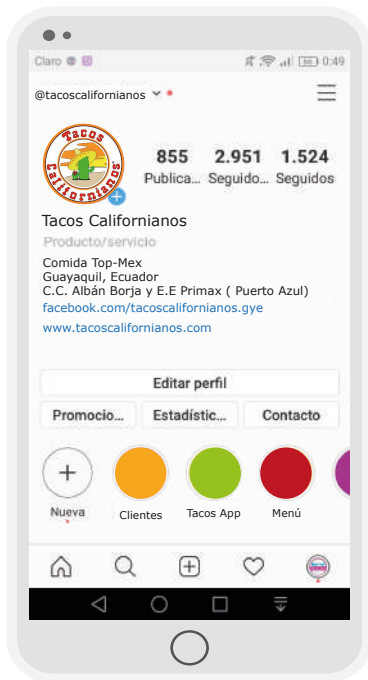 Claro 66 0:49
@tacoscalifornianos
Tacos
Californianos
855 2.951 1.524
Publica... Seguido... Seguidos
Tacos Californianos
Producto/servicio
Comida Top-Mex
Guayaquil, Ecuador
C.C. Albán Borja y E.E Primax ( Puerto Azul)
facebook.com/tacoscalifornianos.gye
www.tacoscalifornianos.com
Editar perfil
Promocio... Estadístic... Contacto
Nueva Clientes Tacos App Menú